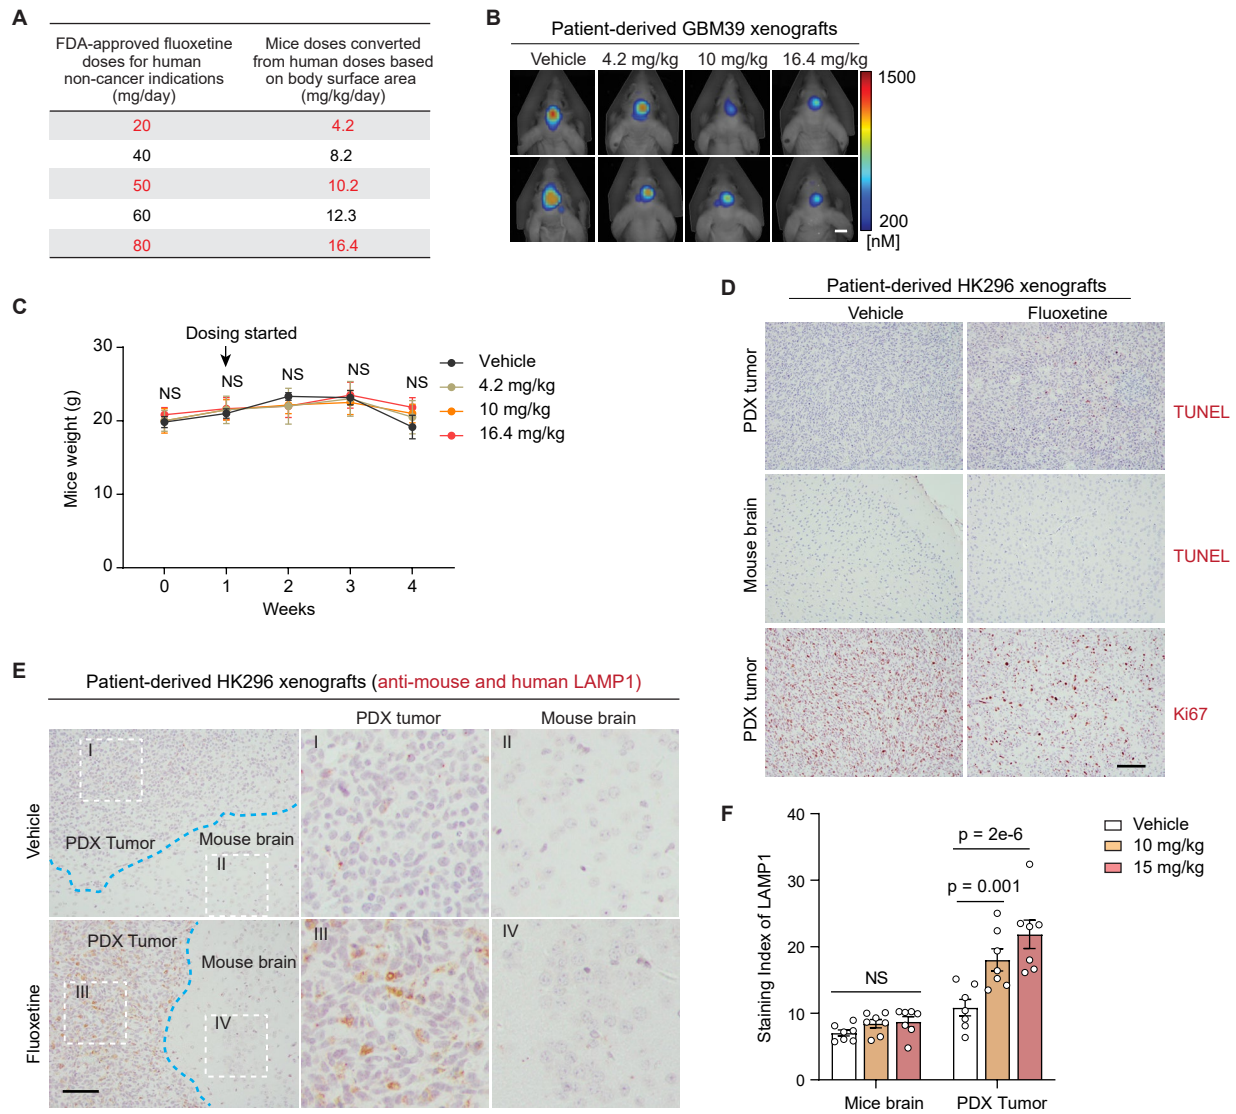 A
FDA-approved fluoxetine
doses for human
non-cancer indications
(mg/day)
Mice doses converted
from human doses based
on body surface area
(mg/kg/day)
20 4.2
40 8.2
50 10.2
60 12.3
80 16.4
B
Patient-derived GBM39 xenografts
Vehicle 4.2 mg/kg 10 mg/kg 16.4 mg/kg
1500
200
[nM]
C
Dosing started
30
20
10
0
Mice weight (g)
NS NS NS NS NS
0 1 2 3 4
Weeks
Vehicle
4.2 mg/kg
10 mg/kg
16.4 mg/kg
D
Patient-derived HK296 xenografts
Vehicle Fluoxetine
PDX tumor
TUNEL
Mouse brain
TUNEL
PDX tumor
Ki67
E
Patient-derived HK296 xenografts (anti-mouse and human LAMP1)
PDX tumor Mouse brain
Vehicle
I
PDX Tumor
Mouse brain
II
I
II
Fluoxetine
PDX Tumor
Mouse brain
III
IV
III
IV
F
40
30
20
10
0
Staining Index of LAMP1
NS
p = 2e-6
p = 0.001
Vehicle
10 mg/kg
15 mg/kg
Mice brain PDX Tumor